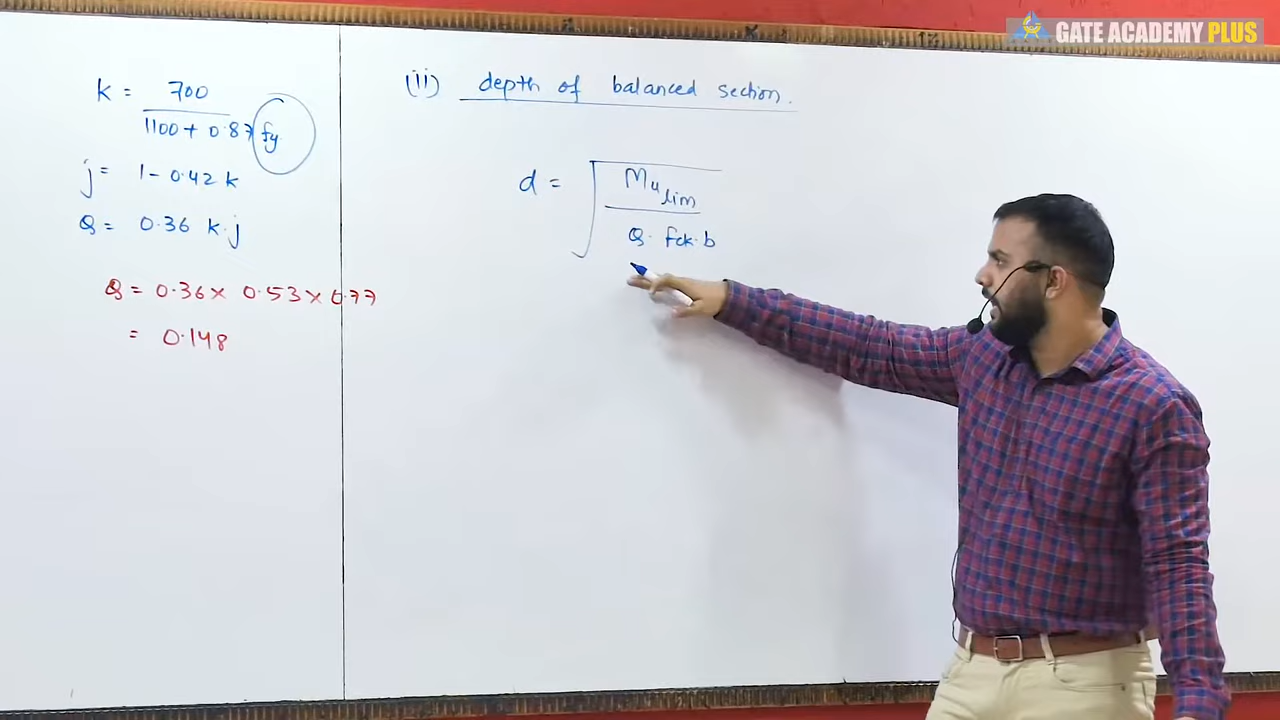 GATE ACADEMY PLUS
k = 700
1100 + 0.87 fy
j = 1 - 0.42 k
Q = 0.36 k.j
Q = 0.36 × 0.53 × 0.77
= 0.148
(ii) depth of balanced section.
d = √ Mu lim
Q. fck. b